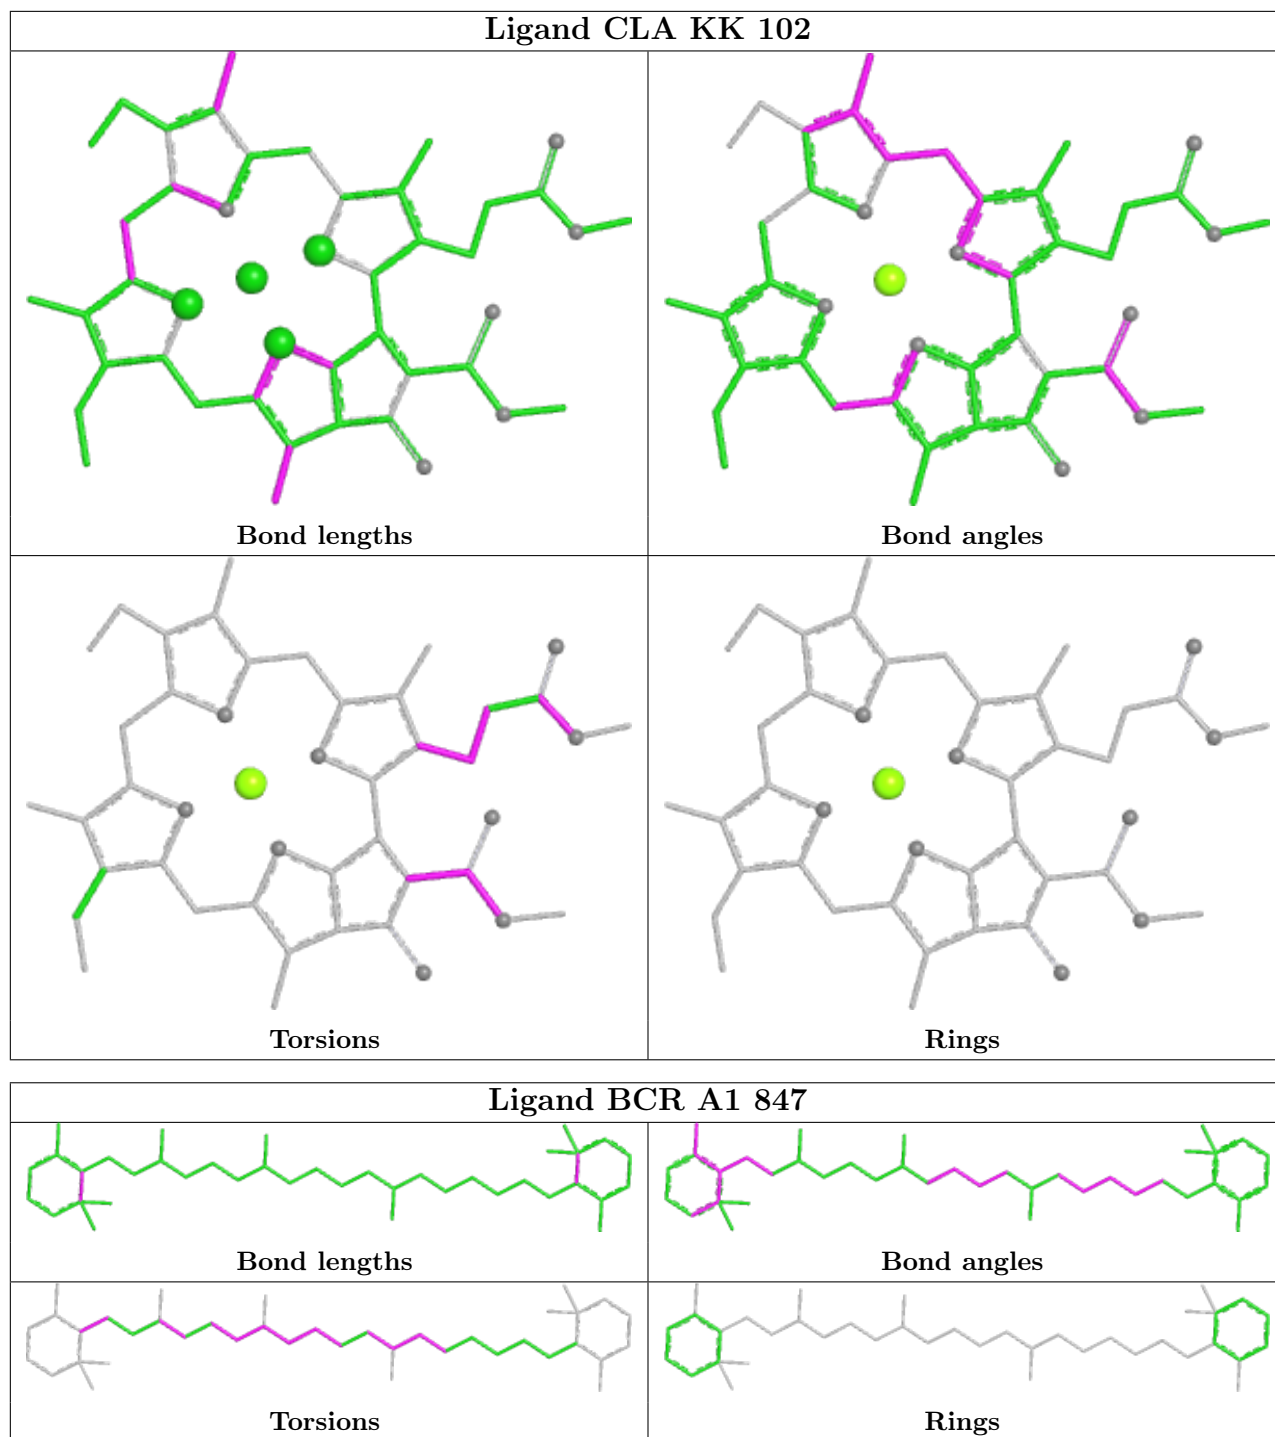 Ligand CLA KK 102
Bond lengths
Bond angles
Torsions
Rings
Ligand BCR A1 847
Bond lengths
Bond angles
Torsions
Rings